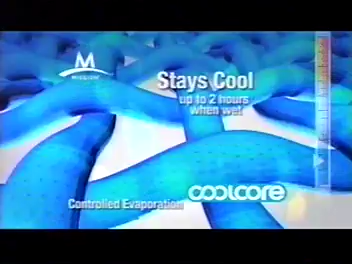 M
MISSION
Stays Cool
up to 2 hours
when wet
Controlled Evaporation
coolcore